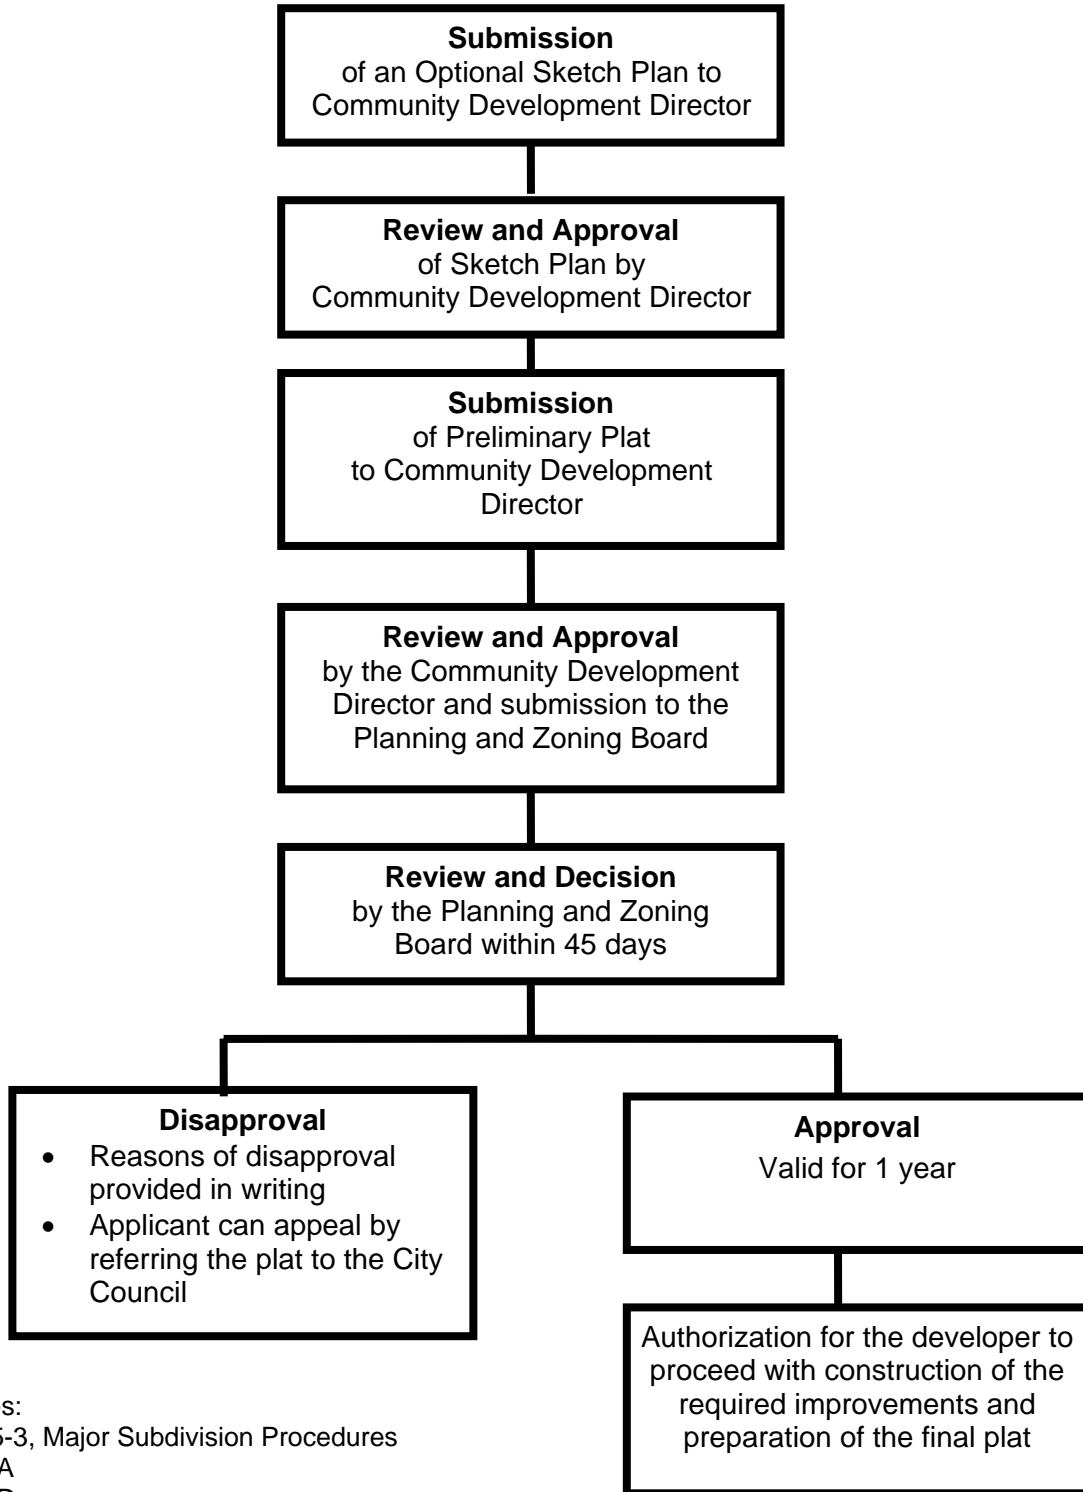 Submission
of an Optional Sketch Plan to
Community Development Director
Review and Approval
of Sketch Plan by
Community Development Director
Submission
of Preliminary Plat
to Community Development
Director
Review and Approval
by the Community Development
Director and submission to the
Planning and Zoning Board
Review and Decision
by the Planning and Zoning
Board within 45 days
Disapproval
• Reasons of disapproval
provided in writing
• Applicant can appeal by
referring the plat to the City
Council
Approval
Valid for 1 year
Authorization for the developer to
proceed with construction of the
required improvements and
preparation of the final plat
s:
5-3, Major Subdivision Procedures
A